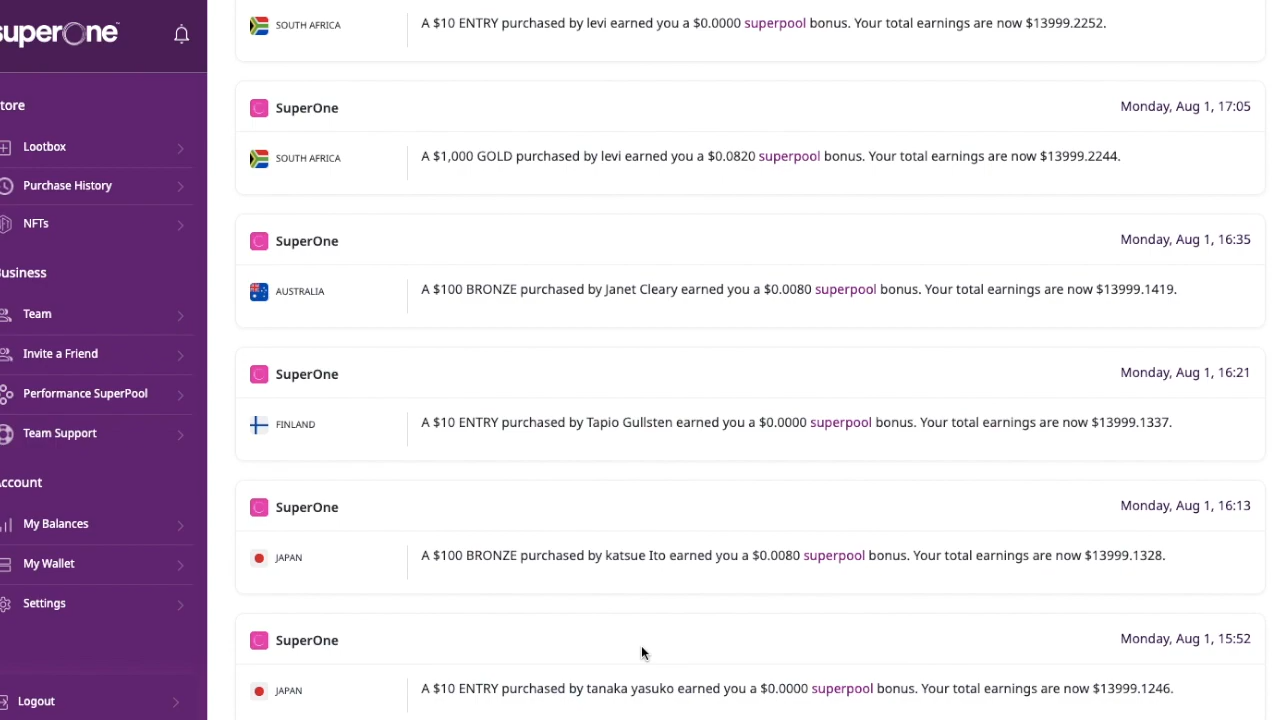 superone
SOUTH AFRICA
A $10 ENTRY purchased by levi earned you a $0.0000 superpool bonus. Your total earnings are now $13999.2252.
tore
Lootbox
Purchase History
NFTs
usiness
Team
Invite a Friend
Performance SuperPool
Team Support
ccount
My Balances
My Wallet
Settings
Logout
SuperOne
Monday, Aug 1, 17:05
SOUTH AFRICA
A $1,000 GOLD purchased by levi earned you a $0.0820 superpool bonus. Your total earnings are now $13999.2244.
SuperOne
Monday, Aug 1, 16:35
AUSTRALIA
A $100 BRONZE purchased by Janet Cleary earned you a $0.0080 superpool bonus. Your total earnings are now $13999.1419.
SuperOne
Monday, Aug 1, 16:21
FINLAND
A $10 ENTRY purchased by Tapio Gullsten earned you a $0.0000 superpool bonus. Your total earnings are now $13999.1337.
SuperOne
Monday, Aug 1, 16:13
JAPAN
A $100 BRONZE purchased by katsue Ito earned you a $0.0080 superpool bonus. Your total earnings are now $13999.1328.
SuperOne
Monday, Aug 1, 15:52
JAPAN
A $10 ENTRY purchased by tanaka yasuko earned you a $0.0000 superpool bonus. Your total earnings are now $13999.1246.